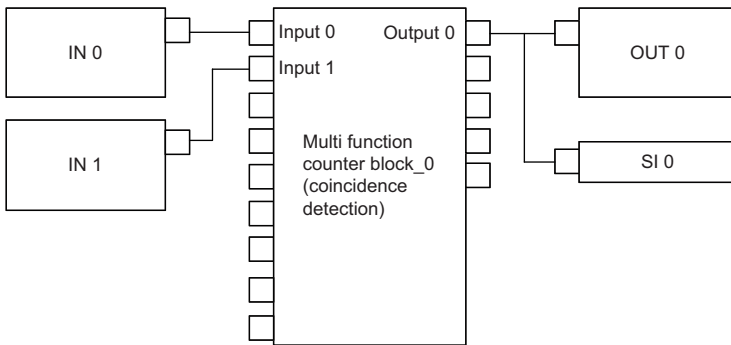 IN 0
IN 1
Input 0
Output 0
Input 1
Multi function
counter block_0
(coincidence
detection)
OUT 0
SI 0